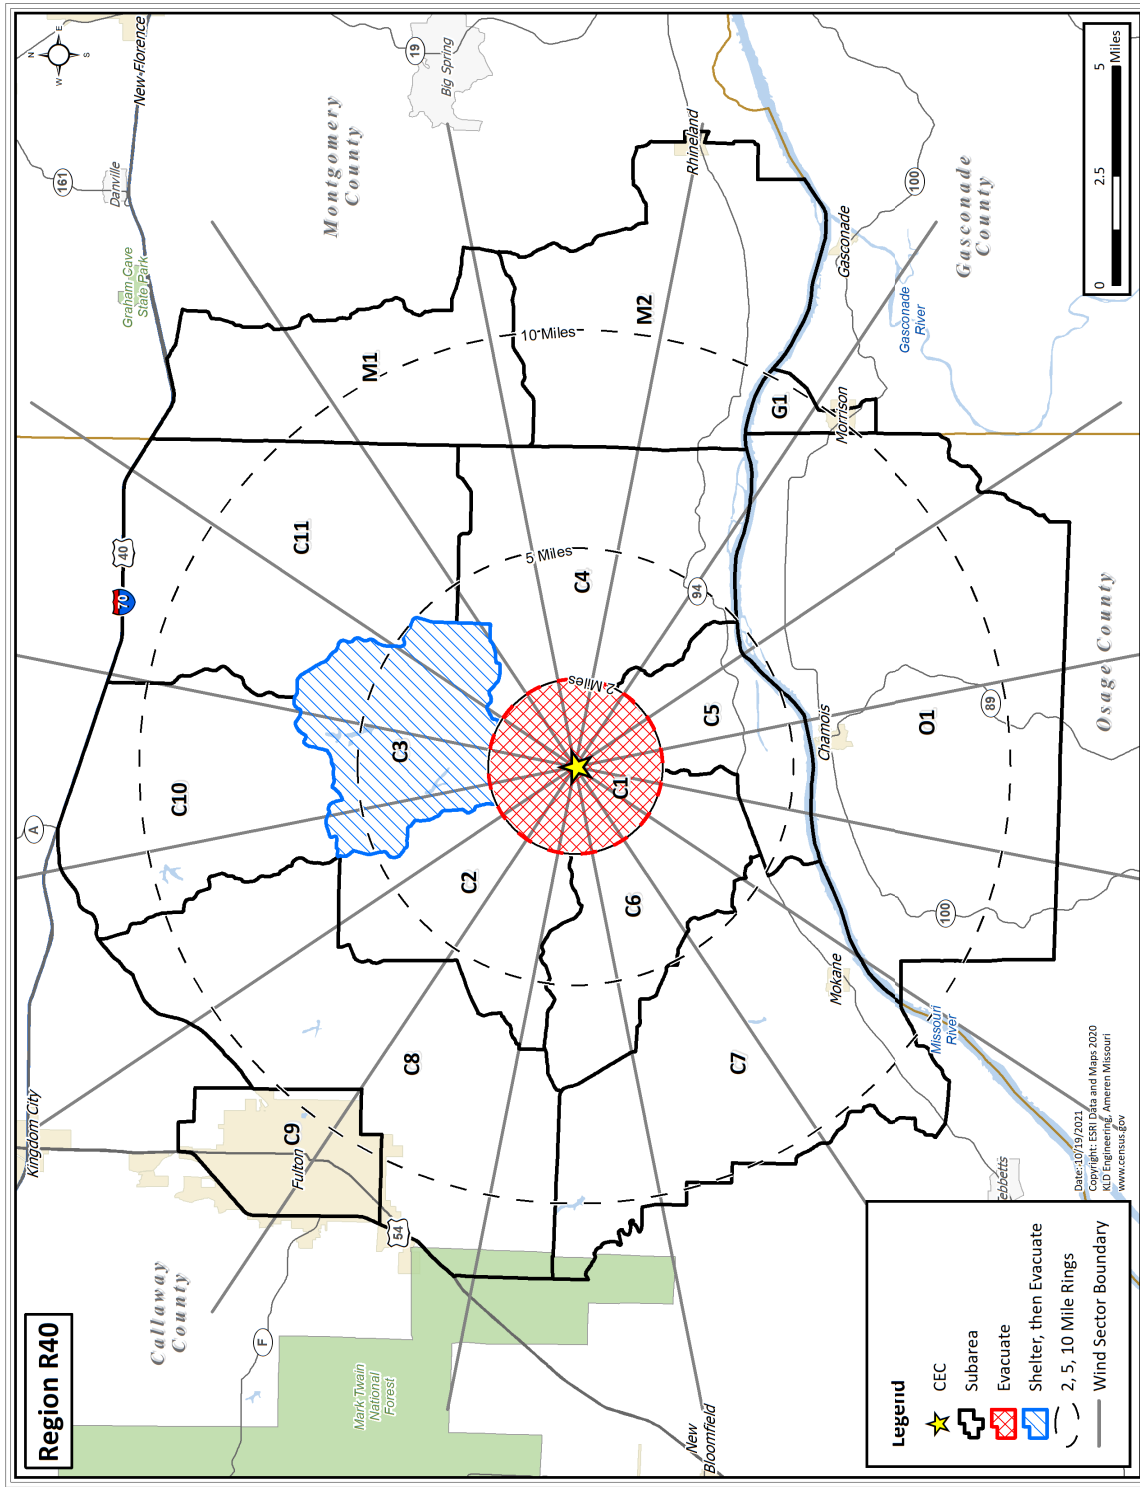 Region R40
N
E
S
W
New Florence
19
Big Spring
161
Danville
Montgomery
County
Graham Cave
State Park
Rhineland
100
Gasconade
Gasconade
County
Gasconade
River
0
2.5
5
Miles
M1
10 Miles
M2
G1
Morrison
C11
40
70
5 Miles
C4
94
C3
2 Miles
C5
C1
Chamois
O1
89
Osage County
C10
A
C2
C6
100
Mokane
Missouri
River
C8
C7
Kingdom City
C9
Fulton
54
Callaway
County
F
Mark Twain
National
Forest
New
Bloomfield
Tebbetts
Date: 10/19/2021
Copyright: ESRI Data and Maps 2020
KLD Engineering, Ameren Missouri
www.census.gov
Legend
CEC
Subarea
Evacuate
Shelter, then Evacuate
2, 5, 10 Mile Rings
Wind Sector Boundary